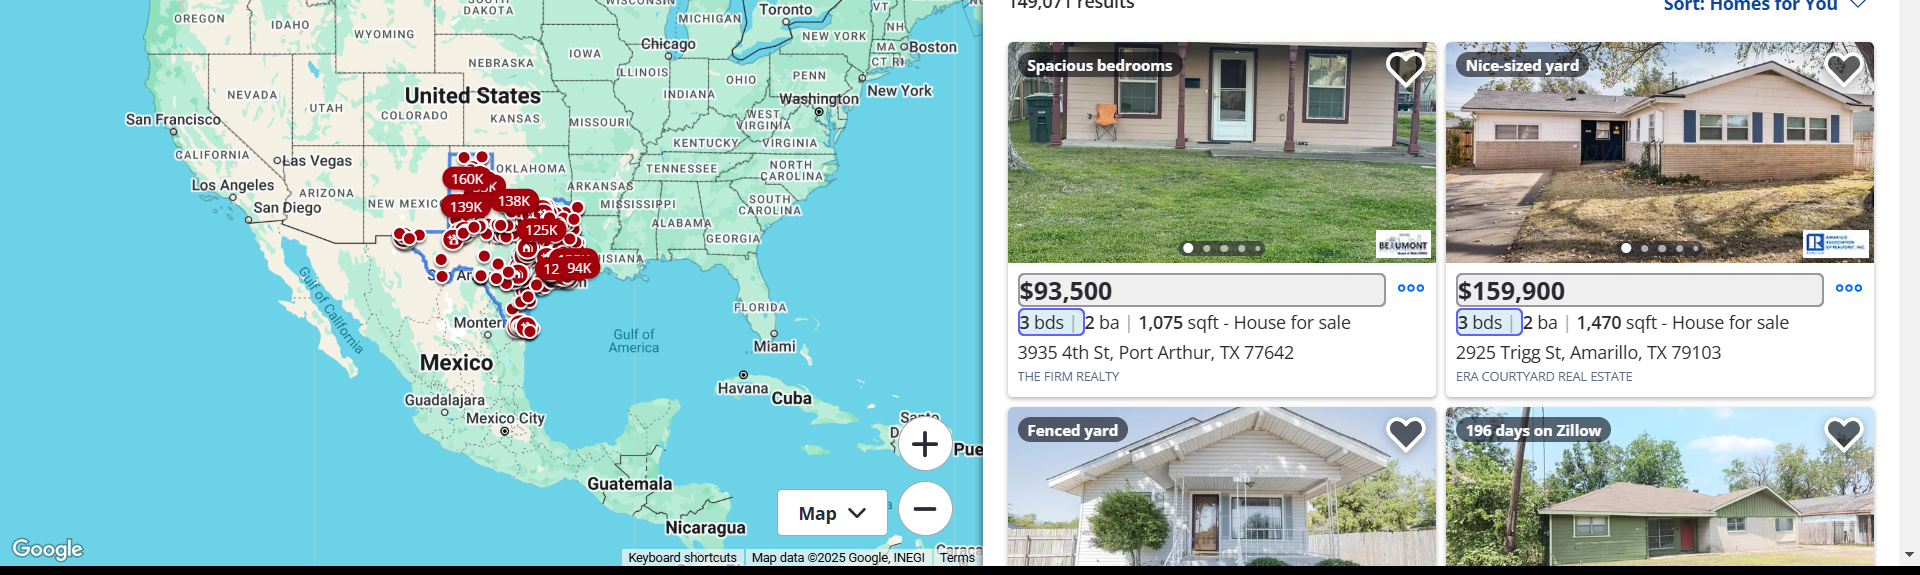 OREGON
IDAHO
WYOMING
SOUTH DAKOTA
NEBRASKA
IOWA
WISCONSIN
MICHIGAN
Toronto
VT
NH
NEW YORK
MA
CT RI
Boston
Chicago
ILLINOIS
INDIANA
OHIO
PENN
New York
Washington
NEVADA
UTAH
United States
COLORADO
KANSAS
MISSOURI
WEST VIRGINIA
KENTUCKY
VIRGINIA
San Francisco
CALIFORNIA
Las Vegas
Los Angeles
San Diego
ARIZONA
NEW MEXICO
OKLAHOMA
ARKANSAS
TENNESSEE
NORTH CAROLINA
SOUTH CAROLINA
MISSISSIPPI
ALABAMA
GEORGIA
160K
139K
138K
125K
94K
Gulf of California
Monterrey
Mexico
Gulf of America
FLORIDA
Miami
Havana
Cuba
Guadalajara
Mexico City
Guatemala
Nicaragua
Map
Google
Keyboard shortcuts
Map data ©2025 Google, INEGI
Terms
149,071 results
Sort: Homes for You
Spacious bedrooms
BEAUMONT
$93,500
3 bds | 2 ba | 1,075 sqft - House for sale
3935 4th St, Port Arthur, TX 77642
THE FIRM REALTY
Nice-sized yard
$159,900
3 bds | 2 ba | 1,470 sqft - House for sale
2925 Trigg St, Amarillo, TX 79103
ERA COURTYARD REAL ESTATE
Fenced yard
196 days on Zillow